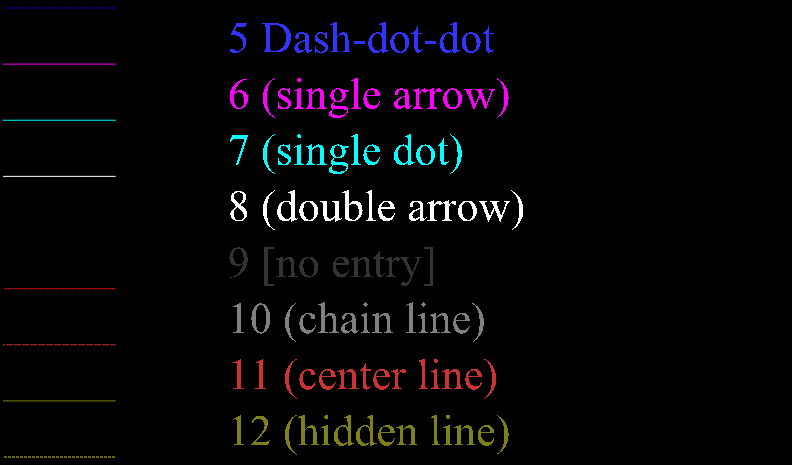 5 Dash-dot-dot
6 (single arrow)
7 (single dot)
8 (double arrow)
9 [no entry]
10 (chain line)
11 (center line)
12 (hidden line)